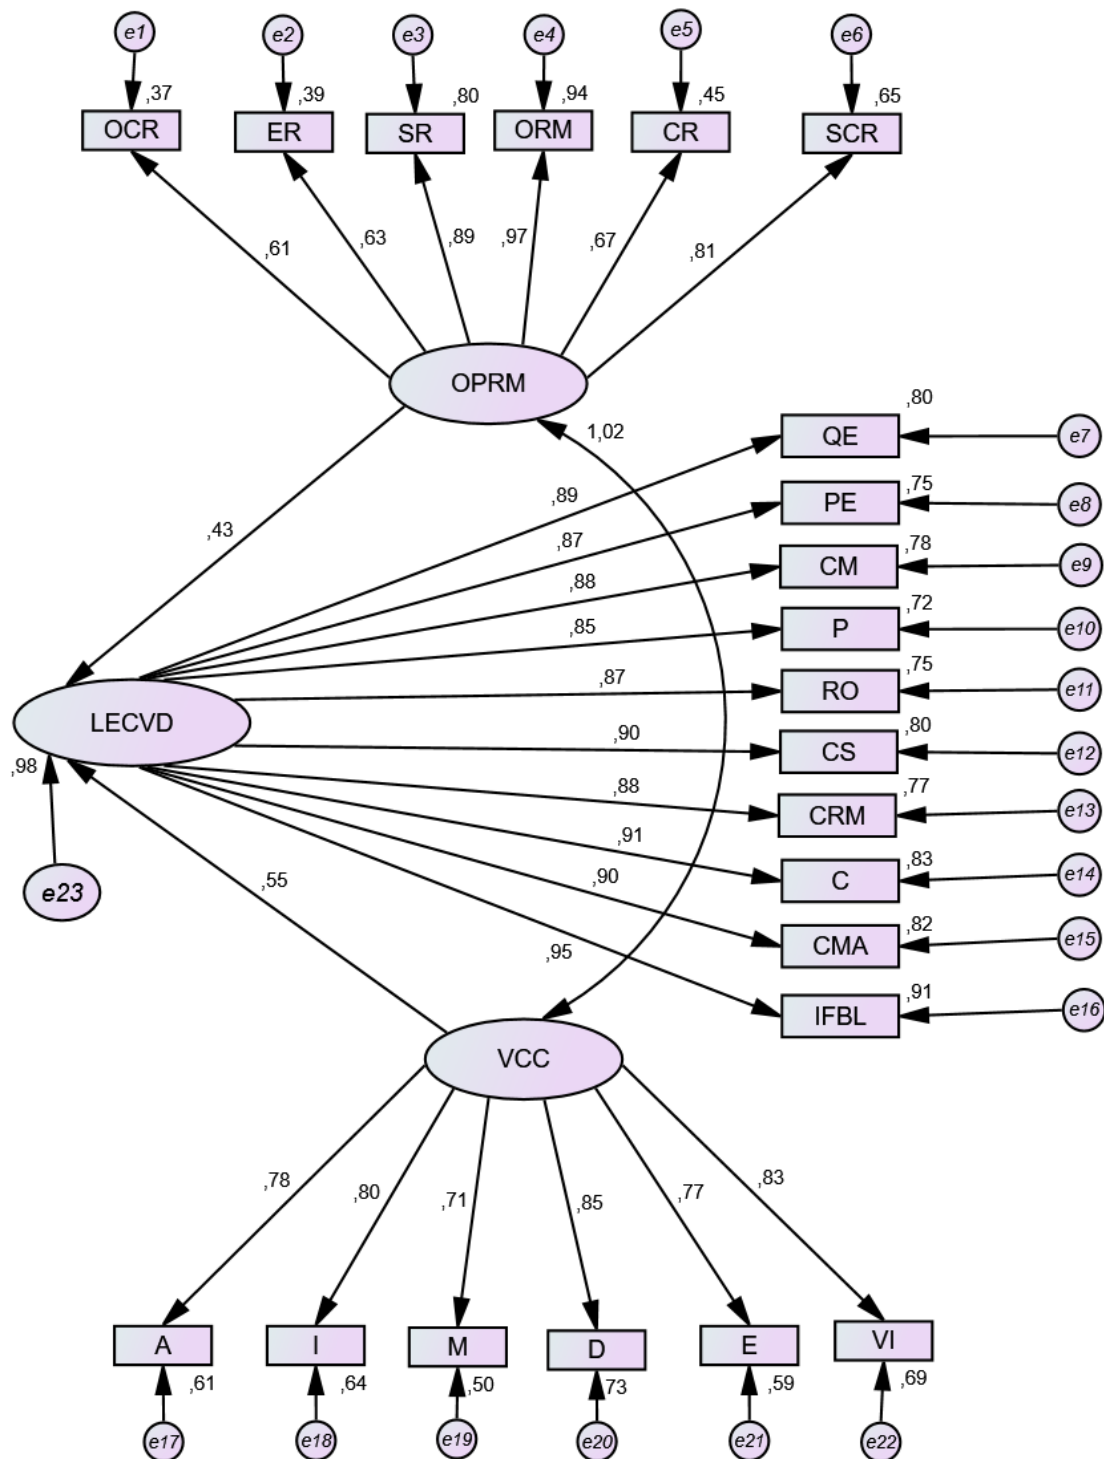 e1 e2 e3 e4 e5 e6
,37 ,39 ,80 ,94 ,45 ,65
OCR ER SR ORM CR SCR
,61 ,63 ,89 ,97 ,67 ,81
OPRM
1,02
,43
,89 QE ,80 e7
,87 PE ,75 e8
,88 CM ,78 e9
,85 P ,72 e10
,87 RO ,75 e11
LECVD
,90 CS ,80 e12
,98
,88 CRM ,77 e13
,91 C ,83 e14
e23
,90 CMA ,82 e15
,55
,95 IFBL ,91 e16
VCC
,78 ,80 ,71 ,85 ,77 ,83
A I M D E VI
,61 ,64 ,50 73 ,59 ,69
e17 e18 e19 e20 e21 e22